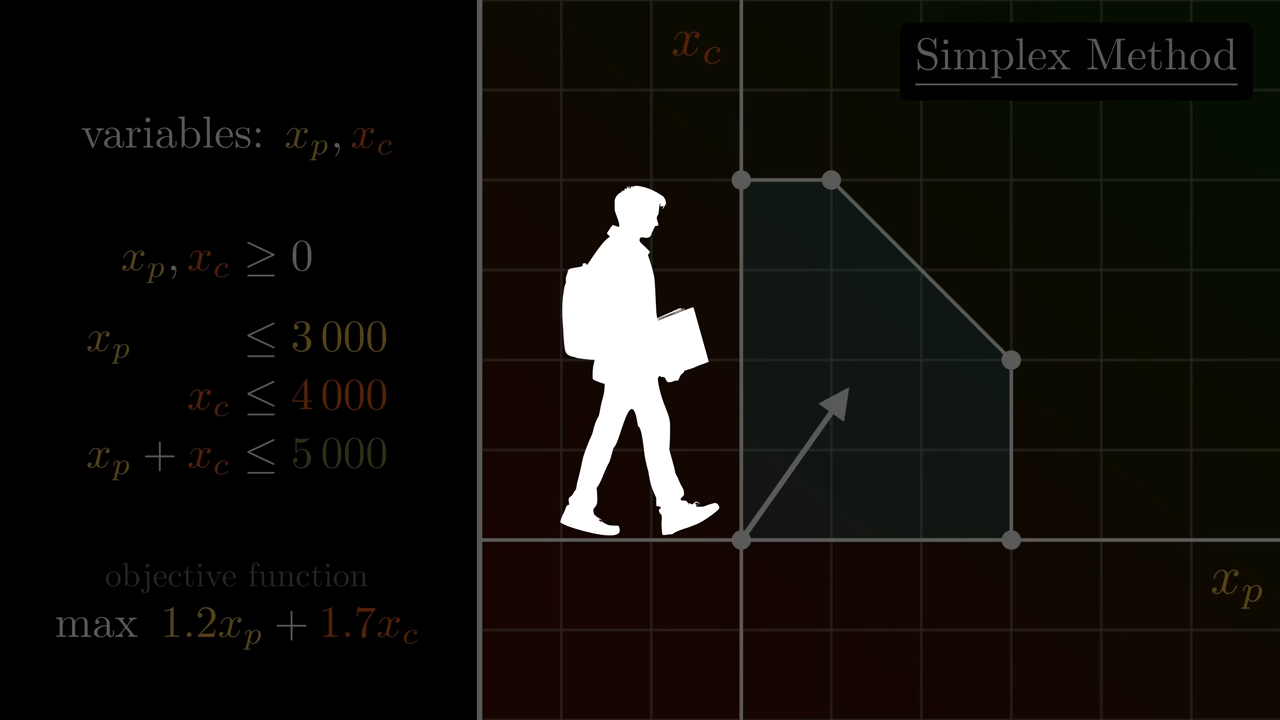 Simplex Method
x_c
variables: x_p, x_c
x_p, x_c ≥ 0
x_p ≤ 3 000
x_c ≤ 4 000
x_p + x_c ≤ 5 000
objective function
max 1.2x_p + 1.7x_c
x_p